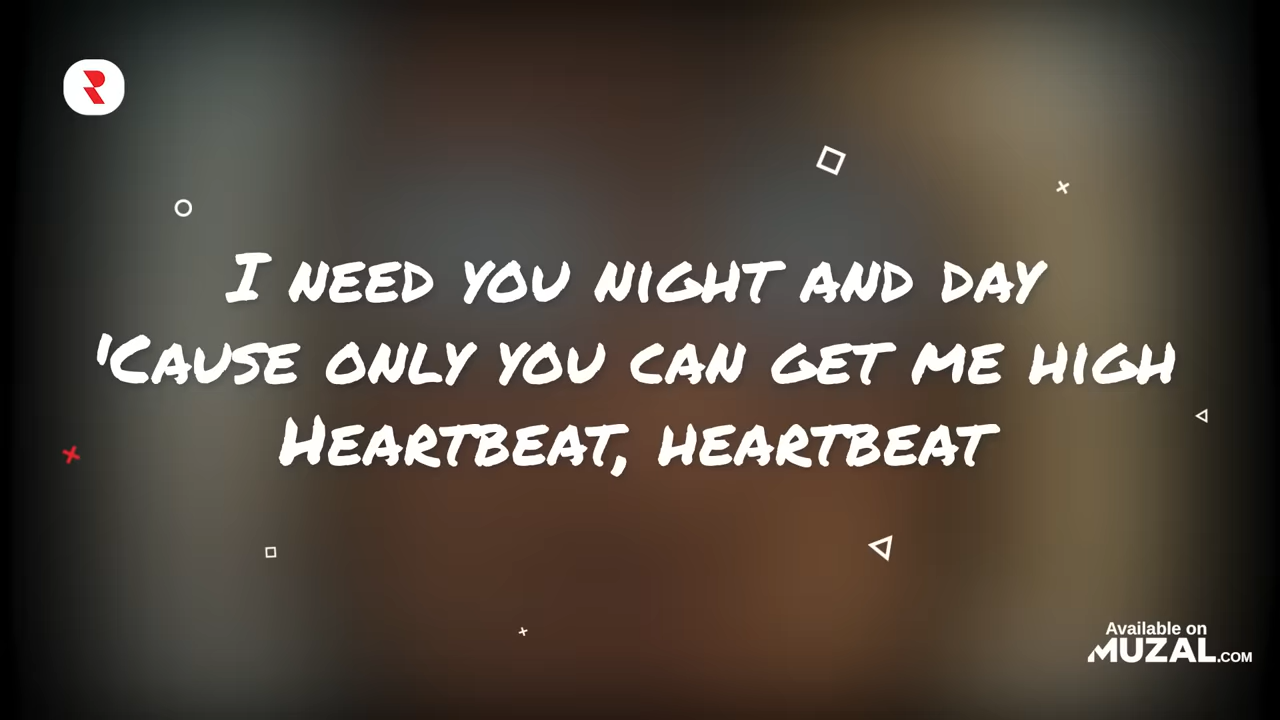 I need you night and day
'Cause only you can get me high
Heartbeat, heartbeat
Available on
MUZAL.COM